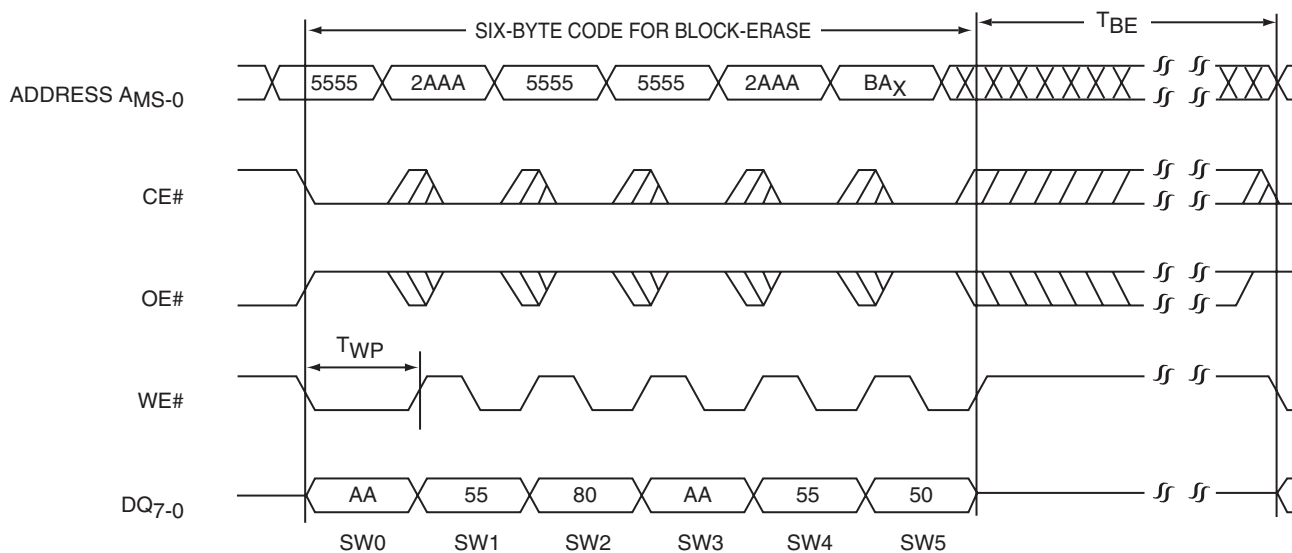 SIX-BYTE CODE FOR BLOCK-ERASE TBE
ADDRESS AMS-0 5555 2AAA 5555 5555 2AAA BAX
CE#
OE#
TWP
WE#
DQ7-0 AA 55 80 AA 55 50
SW0 SW1 SW2 SW3 SW4 SW5